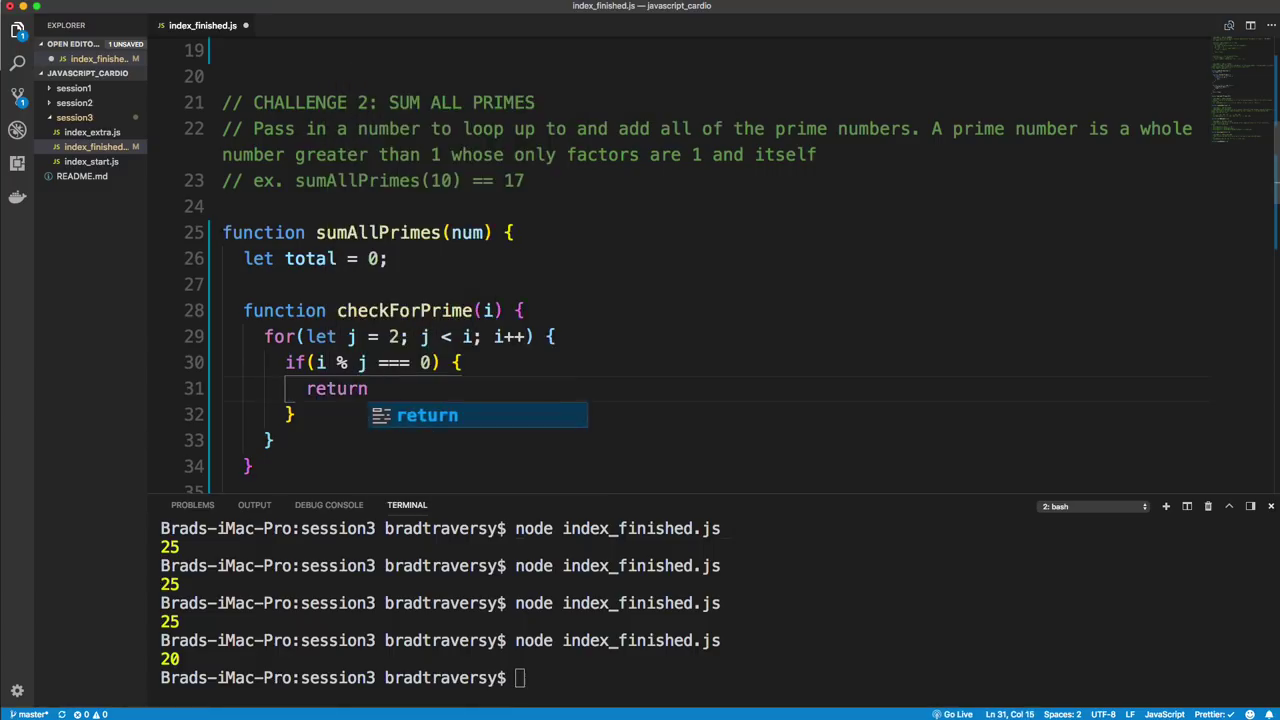 index_finished.js — javascript_cardio
EXPLORER
index_finished.js
OPEN EDITO... 1 UNSAVED
index_finishe... M
JAVASCRIPT_CARDIO
session1
session2
session3
index_extra.js
index_finished... M
index_start.js
README.md
19
20
21 // CHALLENGE 2: SUM ALL PRIMES
22 // Pass in a number to loop up to and add all of the prime numbers. A prime number is a whole
number greater than 1 whose only factors are 1 and itself
23 // ex. sumAllPrimes(10) == 17
24
25 function sumAllPrimes(num) {
26 let total = 0;
27
28 function checkForPrime(i) {
29 for(let j = 2; j < i; i++) {
30 if(i % j === 0) {
31 return
32 }
return
33 }
34 }
35
PROBLEMS OUTPUT DEBUG CONSOLE TERMINAL 2: bash
Brads-iMac-Pro:session3 bradtraversy$ node index_finished.js
25
Brads-iMac-Pro:session3 bradtraversy$ node index_finished.js
25
Brads-iMac-Pro:session3 bradtraversy$ node index_finished.js
25
Brads-iMac-Pro:session3 bradtraversy$ node index_finished.js
20
Brads-iMac-Pro:session3 bradtraversy$
master* 0 0 Go Live Ln 31, Col 15 Spaces: 2 UTF-8 LF JavaScript Prettier: ✓